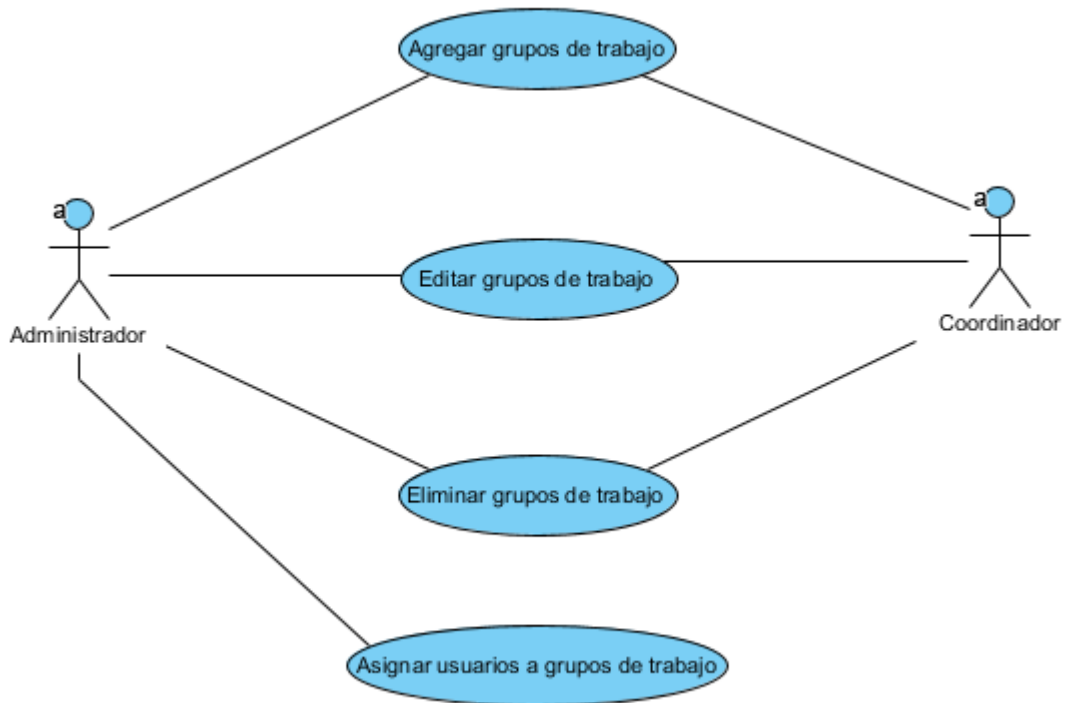 Agregar grupos de trabajo
a
a
Editar grupos de trabajo
Administrador
Coordinador
Eliminar grupos de trabajo
Asignar usuarios a grupos de trabajo